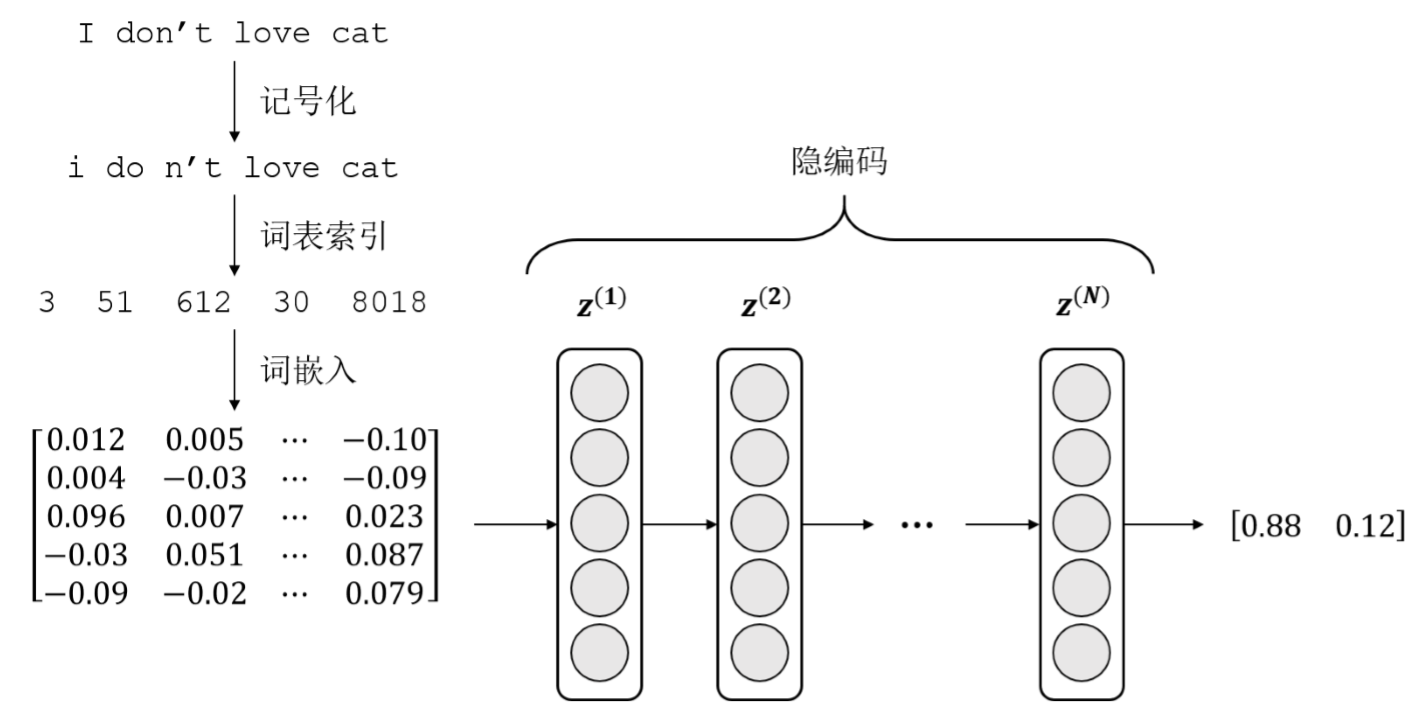 I don't love cat
记号化
i do n't love cat
词表索引
3 51 612 30 8018
词嵌入
0.012 0.005 ⋯ −0.10
0.004 −0.03 ⋯ −0.09
0.096 0.007 ⋯ 0.023
−0.03 0.051 ⋯ 0.087
−0.09 −0.02 ⋯ 0.079
隐编码
z(1) z(2) z(N)
⋯
[0.88 0.12]